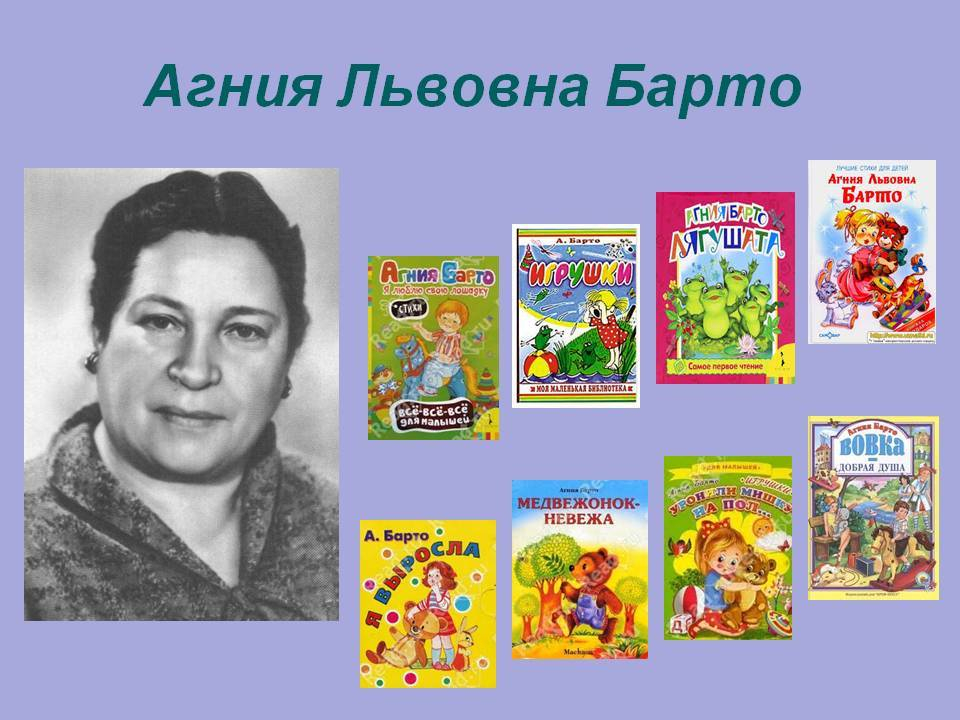 Агния Львовна Барто
АГНИЯ БАРТО
Я люблю свою лошадку
СТИХИ
ВСЁ-ВСЁ-ВСЁ
ДЛЯ МАЛЫШЕЙ
А. Барто
ИГРУШКИ
МОЯ МАЛЕНЬКАЯ БИБЛИОТЕКА
АГНИЯ БАРТО
ЛЯГУШАТА
Самое первое чтение
ЛУЧШИЕ СТИХИ ДЛЯ ДЕТЕЙ
АГНИЯ ЛЬВОВНА
БАРТО
САМОВАР
А. Барто
Я ВЫРОСЛА
Агния Барто
МЕДВЕЖОНОК-
НЕВЕЖА
Machaon
ДЛЯ МАЛЫШЕЙ
Агния Барто
ИГРУШКИ
УРОНИЛИ МИШКУ
НА ПОЛ...
Агния Барто
ВОВКА –
ДОБРАЯ ДУША